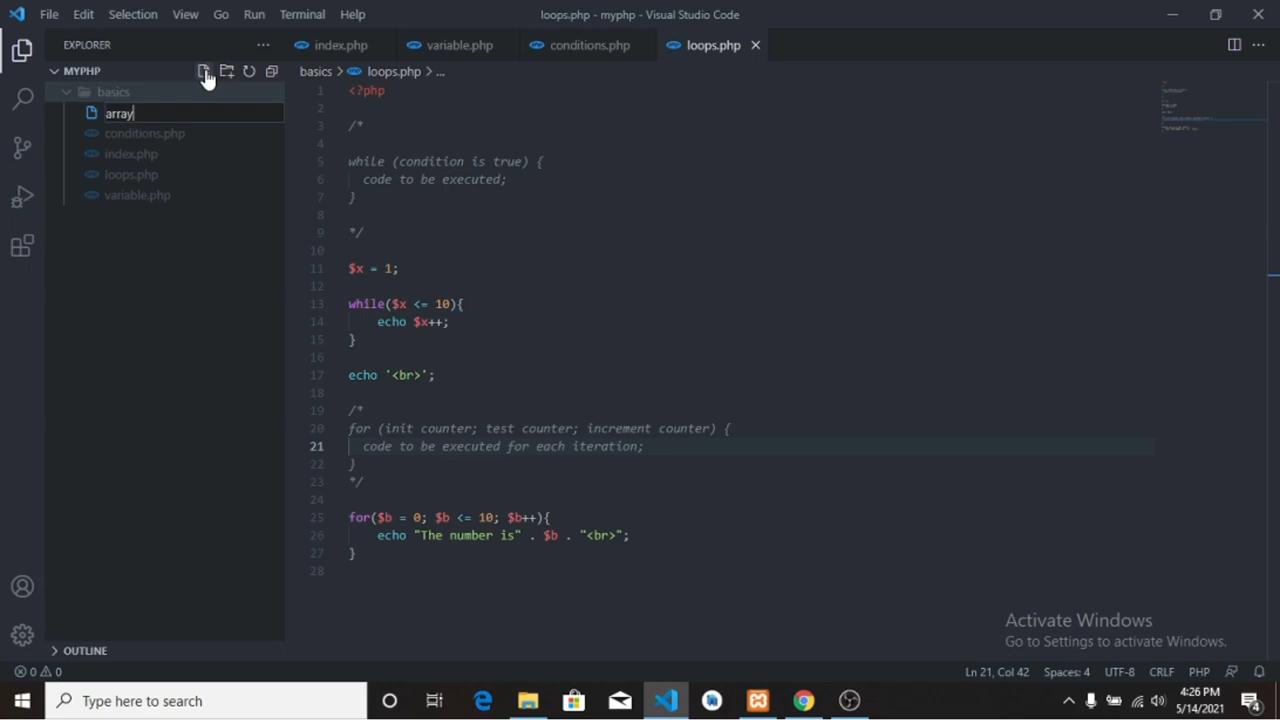 File Edit Selection View Go Run Terminal Help loops.php - myphp - Visual Studio Code
EXPLORER ... index.php variable.php conditions.php loops.php
MYPHP basics > loops.php > ...
basics
array
conditions.php
index.php
loops.php
variable.php
1 <?php
2
3 /*
4
5 while (condition is true) {
6 code to be executed;
7 }
8
9 */
10
11 $x = 1;
12
13 while($x <= 10){
14 echo $x++;
15 }
16
17 echo '<br>';
18
19 /*
20 for (init counter; test counter; increment counter) {
21 code to be executed for each iteration;
22 }
23 */
24
25 for($b = 0; $b <= 10; $b++){
26 echo "The number is" . $b . "<br>";
27 }
28
Activate Windows
Go to Settings to activate Windows.
OUTLINE
0 0 Ln 21, Col 42 Spaces: 4 UTF-8 CRLF PHP
Type here to search
4:26 PM
5/14/2021
4